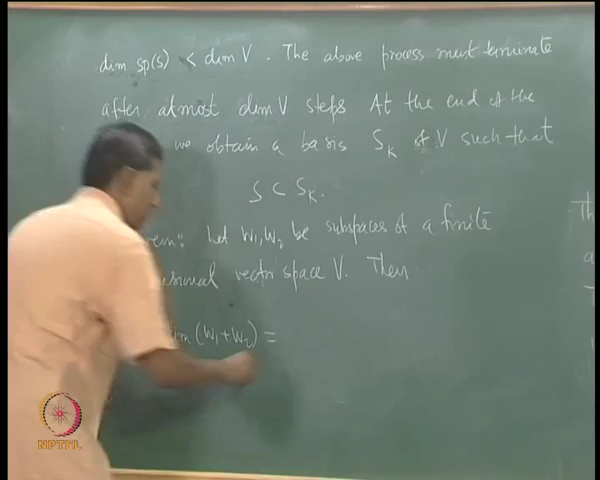 dim sp(S) < dim V. The above process must terminate
after atmost dim V steps At the end of the
we obtain a basis S_K of V such that
S ⊂ S_K.
Let W1, W2 be subspaces of a finite
vector space V. Then
(W1 + W2) =
Th
a
NPTEL